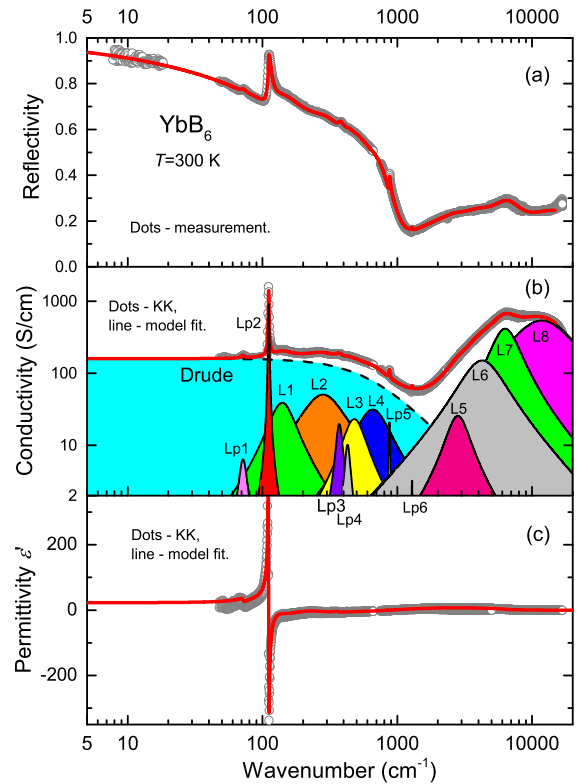 10 100 1000 10000
1.0
(a)
0.8
YbB6
0.6
T=300 K
0.4
0.2
Dots - measurement.
0.0
Reflectivity
(b)
1000
Dots - KK,
line - model fit.
Lp2
L8
L7
100
Drude
L6
L1
L2
L3
L4
Lp5
L5
10
Lp1
2
Lp3
Lp4
Lp6
Conductivity (S/cm)
(c)
Dots - KK,
line - model fit.
200
0
-200
Permittivity ε'
5 10 100 1000 10000
Wavenumber (cm-1)